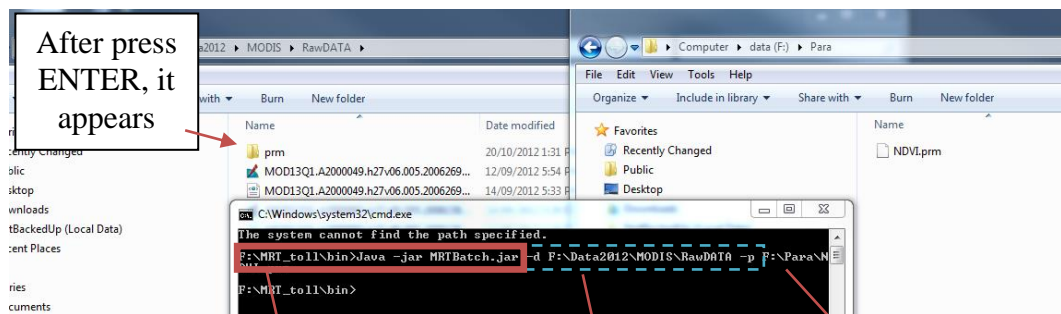 After press
ENTER, it
appears
a2012 ▸ MODIS ▸ RawDATA ▸
with ▾ Burn New folder
Name Date modified
prm 20/10/2012 1:31 P
MOD13Q1.A2000049.h27v06.005.2006269... 12/09/2012 5:54 P
MOD13Q1.A2000049.h27v06.005.2006269... 14/09/2012 5:33 P
cently Changed
blic
sktop
wnloads
tBackedUp (Local Data)
cent Places
ries
cuments
▸ Computer ▸ data (F:) ▸ Para
File Edit View Tools Help
Organize ▾ Include in library ▾ Share with ▾ Burn New folder
Favorites
Recently Changed
Public
Desktop
Name
NDVI.prm
C:\Windows\system32\cmd.exe
The system cannot find the path specified.
F:\MRT_toll\bin>Java -jar MRTBatch.jar -d F:\Data2012\MODIS\RawDATA -p F:\Para\N
F:\MRT_toll\bin>